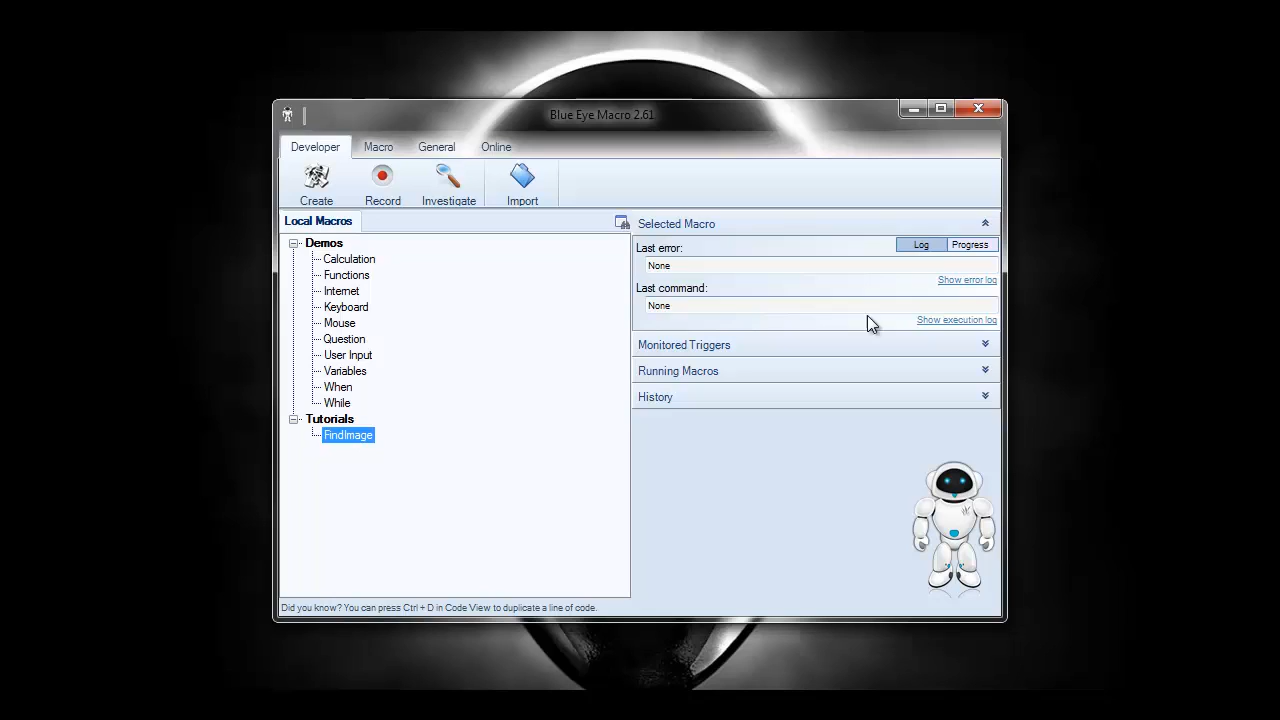 Blue Eye Macro 2.61
Developer Macro General Online
Create Record Investigate Import
Local Macros
Demos
Calculation
Functions
Internet
Keyboard
Mouse
Question
User Input
Variables
When
While
Tutorials
FindImage
Selected Macro
Last error: Log Progress
None
Show error log
Last command:
None
Show execution log
Monitored Triggers
Running Macros
History
Did you know? You can press Ctrl + D in Code View to duplicate a line of code.